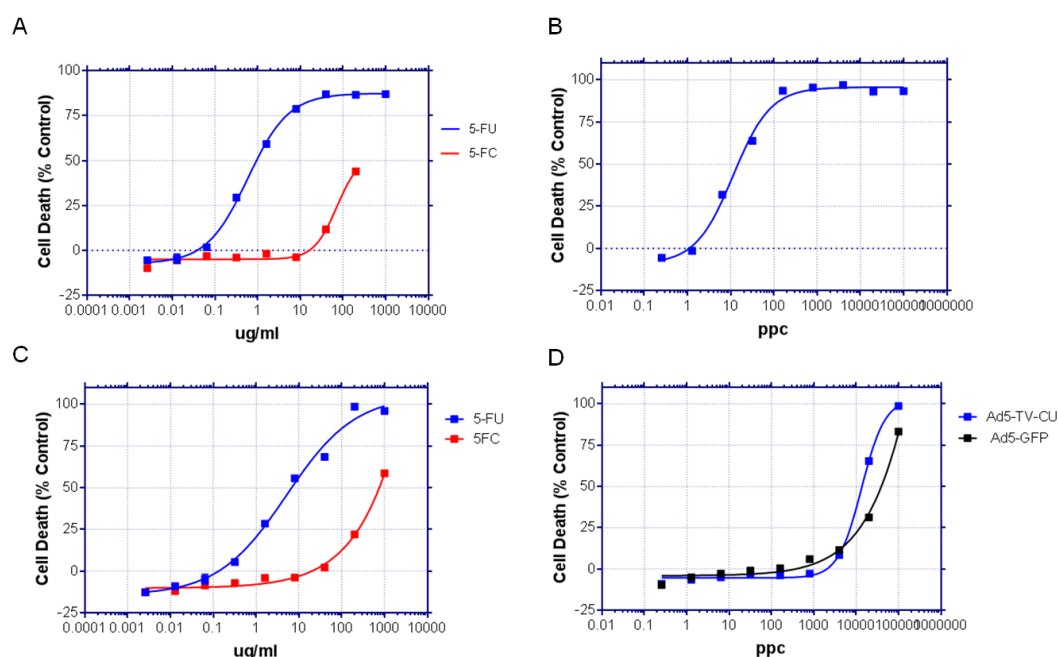 A
Cell Death (% Control)
100
75
50
25
0
-25
0.0001 0.001 0.01 0.1 1 10 100 1000 10000
ug/ml
5-FU
5-FC
B
Cell Death (% Control)
100
75
50
25
0
-25
0.01 0.1 1 10 100 1000 10000 100000 1000000
ppc
C
Cell Death (% Control)
100
75
50
25
0
-25
0.0001 0.001 0.01 0.1 1 10 100 1000 10000
ug/ml
5-FU
5FC
D
Cell Death (% Control)
100
75
50
25
0
-25
0.01 0.1 1 10 100 1000 10000 100000 1000000
ppc
Ad5-TV-CU
Ad5-GFP